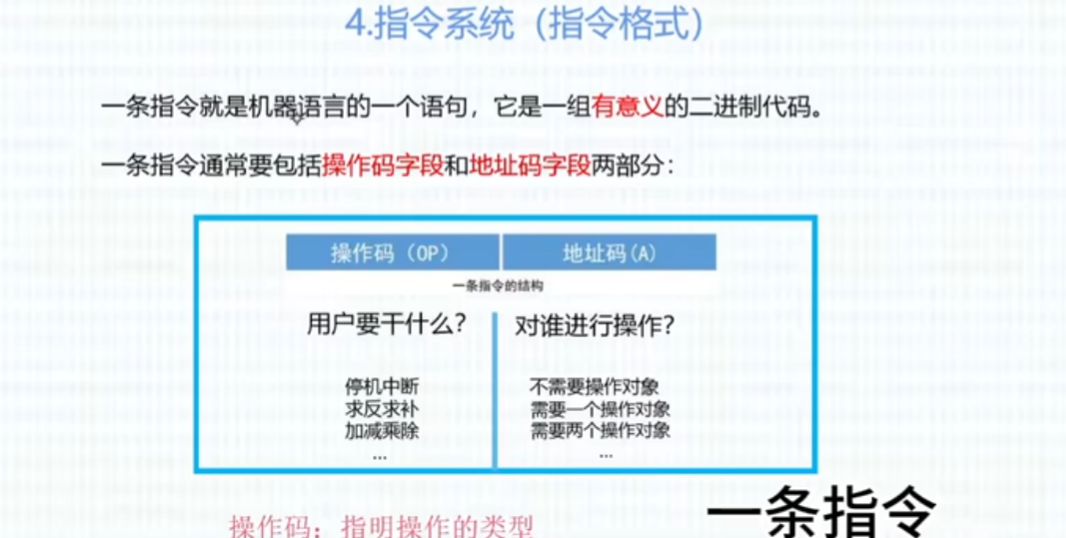 4.指令系统（指令格式）
一条指令就是机器语言的一个语句，它是一组有意义的二进制代码。
一条指令通常要包括操作码字段和地址码字段两部分：
操作码（OP） 地址码(A)
一条指令的结构
用户要干什么？ 对谁进行操作？
停机中断 不需要操作对象
求反求补 需要一个操作对象
加减乘除 需要两个操作对象
... ...
一条指令
操作码：指明操作的类型